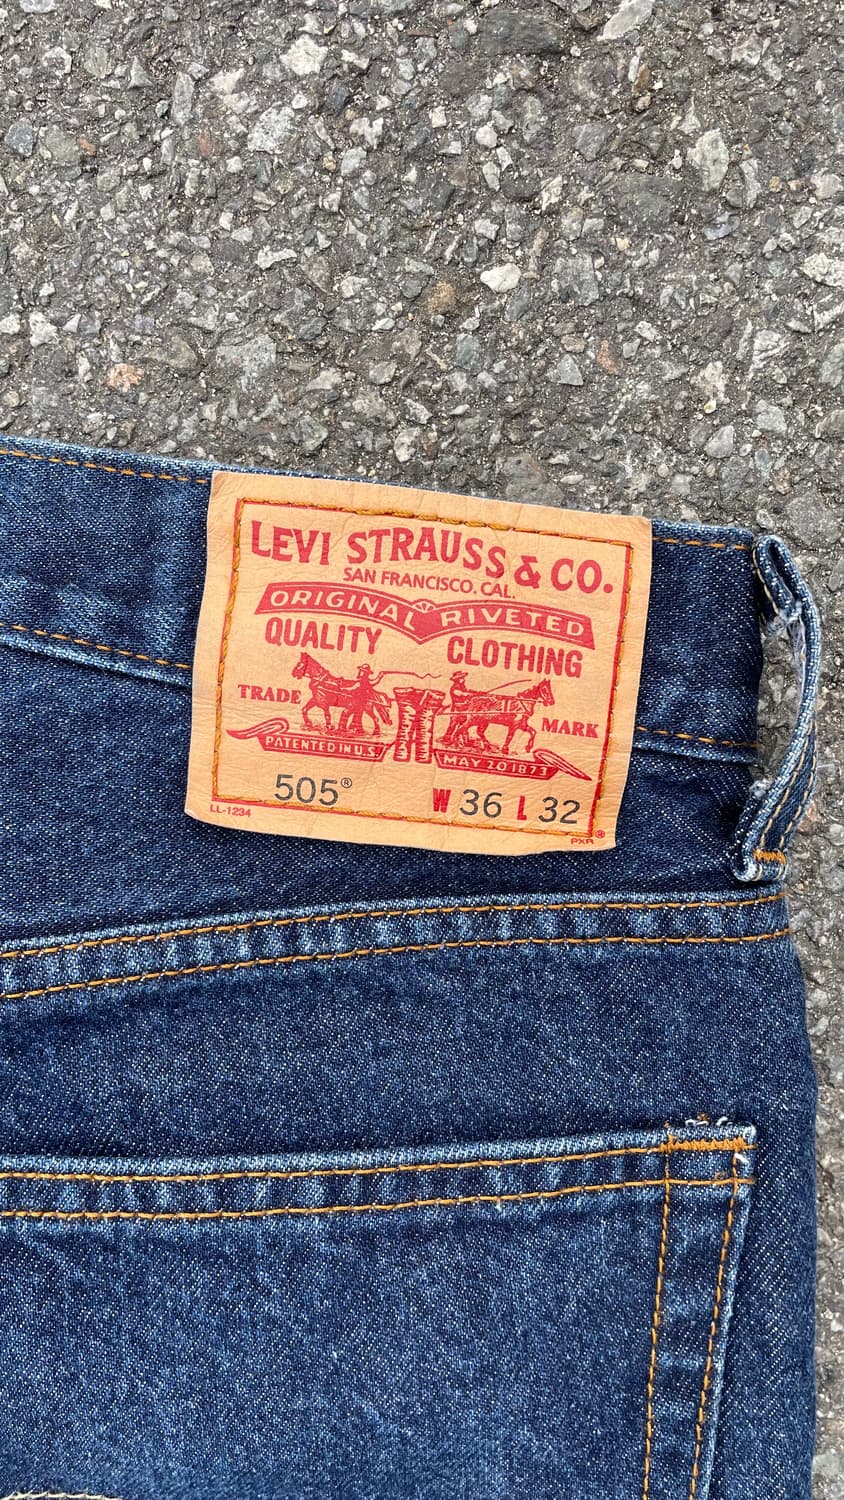 LEVI STRAUSS & CO.
SAN FRANCISCO. CAL.
ORIGINAL RIVETED
QUALITY CLOTHING
TRADE MARK
PATENTED IN U.S. MAY 20 1873
505® W 36 L 32
LL-1234 PXR ®